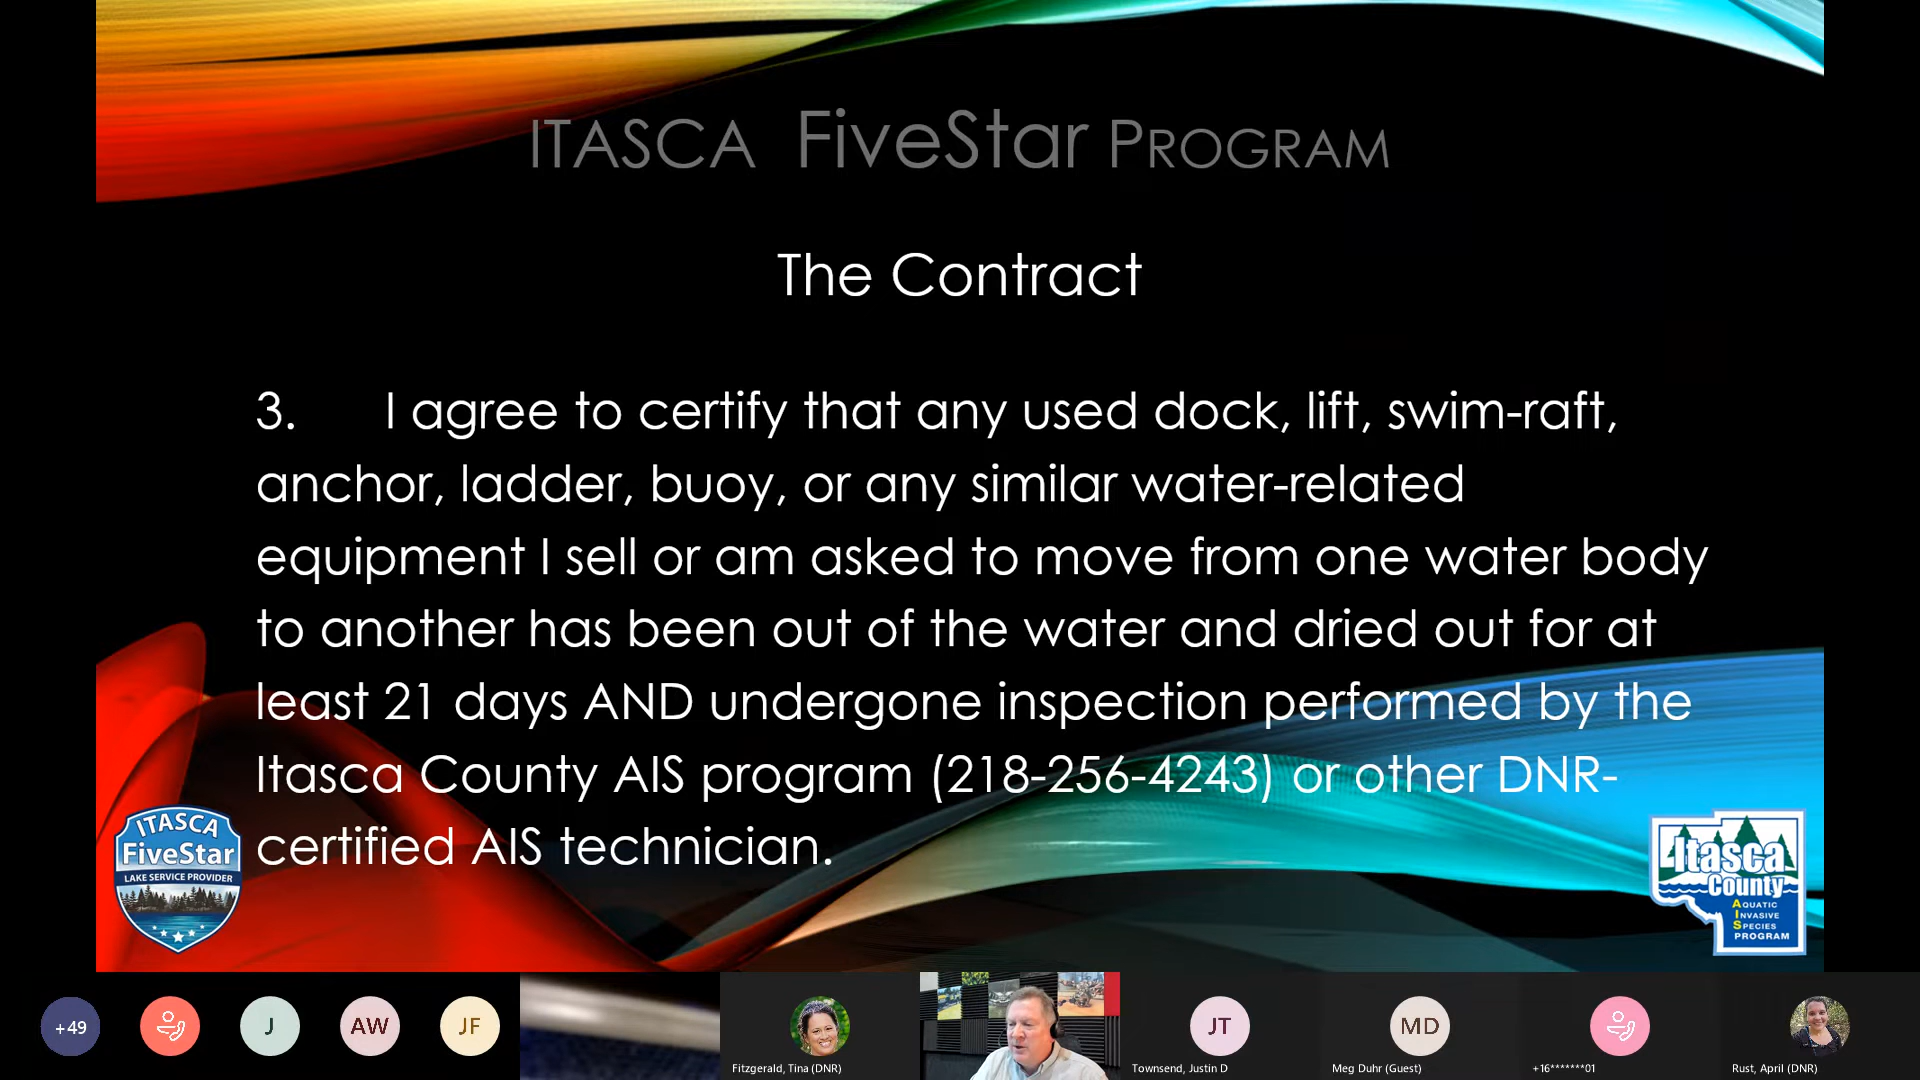 ITASCA FiveStar PROGRAM
The Contract
3. I agree to certify that any used dock, lift, swim-raft,
anchor, ladder, buoy, or any similar water-related
equipment I sell or am asked to move from one water body
to another has been out of the water and dried out for at
least 21 days AND undergone inspection performed by the
Itasca County AIS program (218-256-4243) or other DNR-
certified AIS technician.
ITASCA
FiveStar
LAKE SERVICE PROVIDER
Itasca
County
AQUATIC
INVASIVE
SPECIES
PROGRAM
+49
J
AW
JF
JT
MD
Fitzgerald, Tina (DNR)
Townsend, Justin D
Meg Duhr (Guest)
+16*******01
Rust, April (DNR)